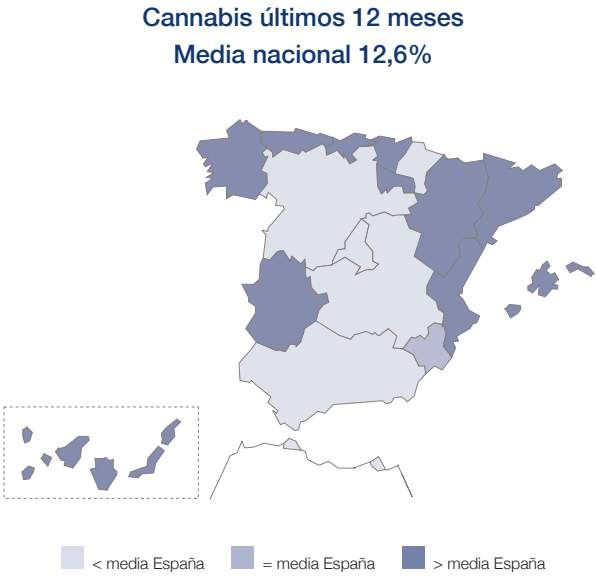 Cannabis últimos 12 meses
Media nacional 12,6%
< media España
= media España
> media España